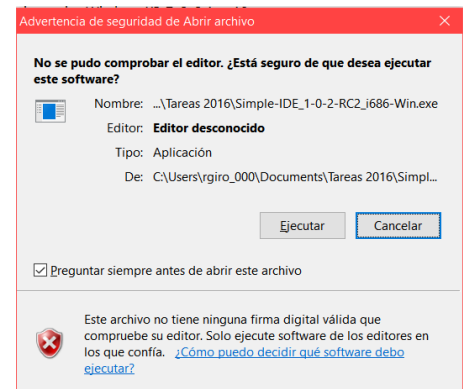 Advertencia de seguridad de Abrir archivo
No se pudo comprobar el editor. ¿Está seguro de que desea ejecutar
este software?
Nombre: ...\Tareas 2016\Simple-IDE_1-0-2-RC2_i686-Win.exe
Editor: Editor desconocido
Tipo: Aplicación
De: C:\Users\rgiro_000\Documents\Tareas 2016\Simpl...
Ejecutar Cancelar
Preguntar siempre antes de abrir este archivo
Este archivo no tiene ninguna firma digital válida que
compruebe su editor. Solo ejecute software de los editores en
los que confía. ¿Cómo puedo decidir qué software debo
ejecutar?